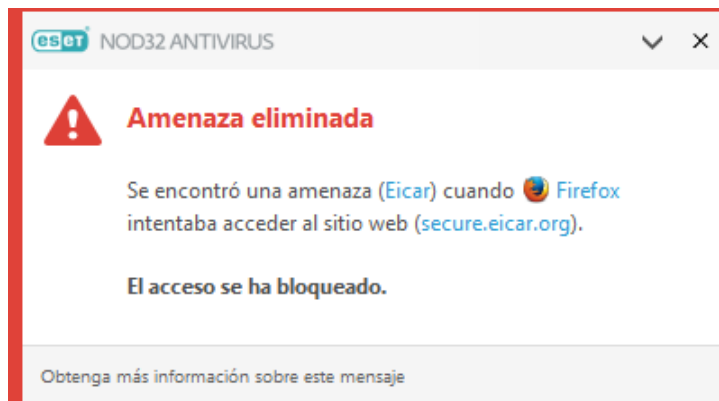 eset NOD32 ANTIVIRUS
Amenaza eliminada
Se encontró una amenaza (Eicar) cuando Firefox
intentaba acceder al sitio web (secure.eicar.org).
El acceso se ha bloqueado.
Obtenga más información sobre este mensaje